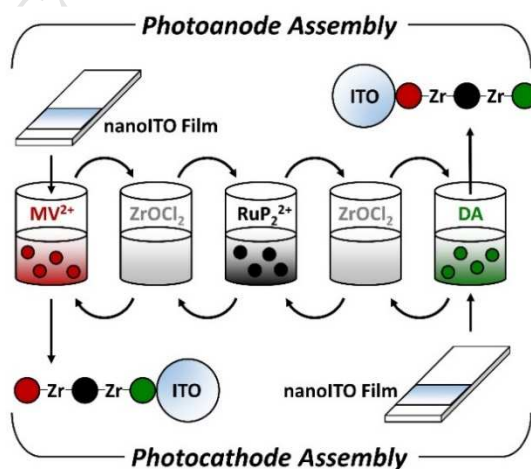 Photoanode Assembly
ITO Zr Zr
nanoITO Film
MV²⁺ ZrOCl₂ RuP₂²⁺ ZrOCl₂ DA
Zr Zr ITO
nanoITO Film
Photocathode Assembly